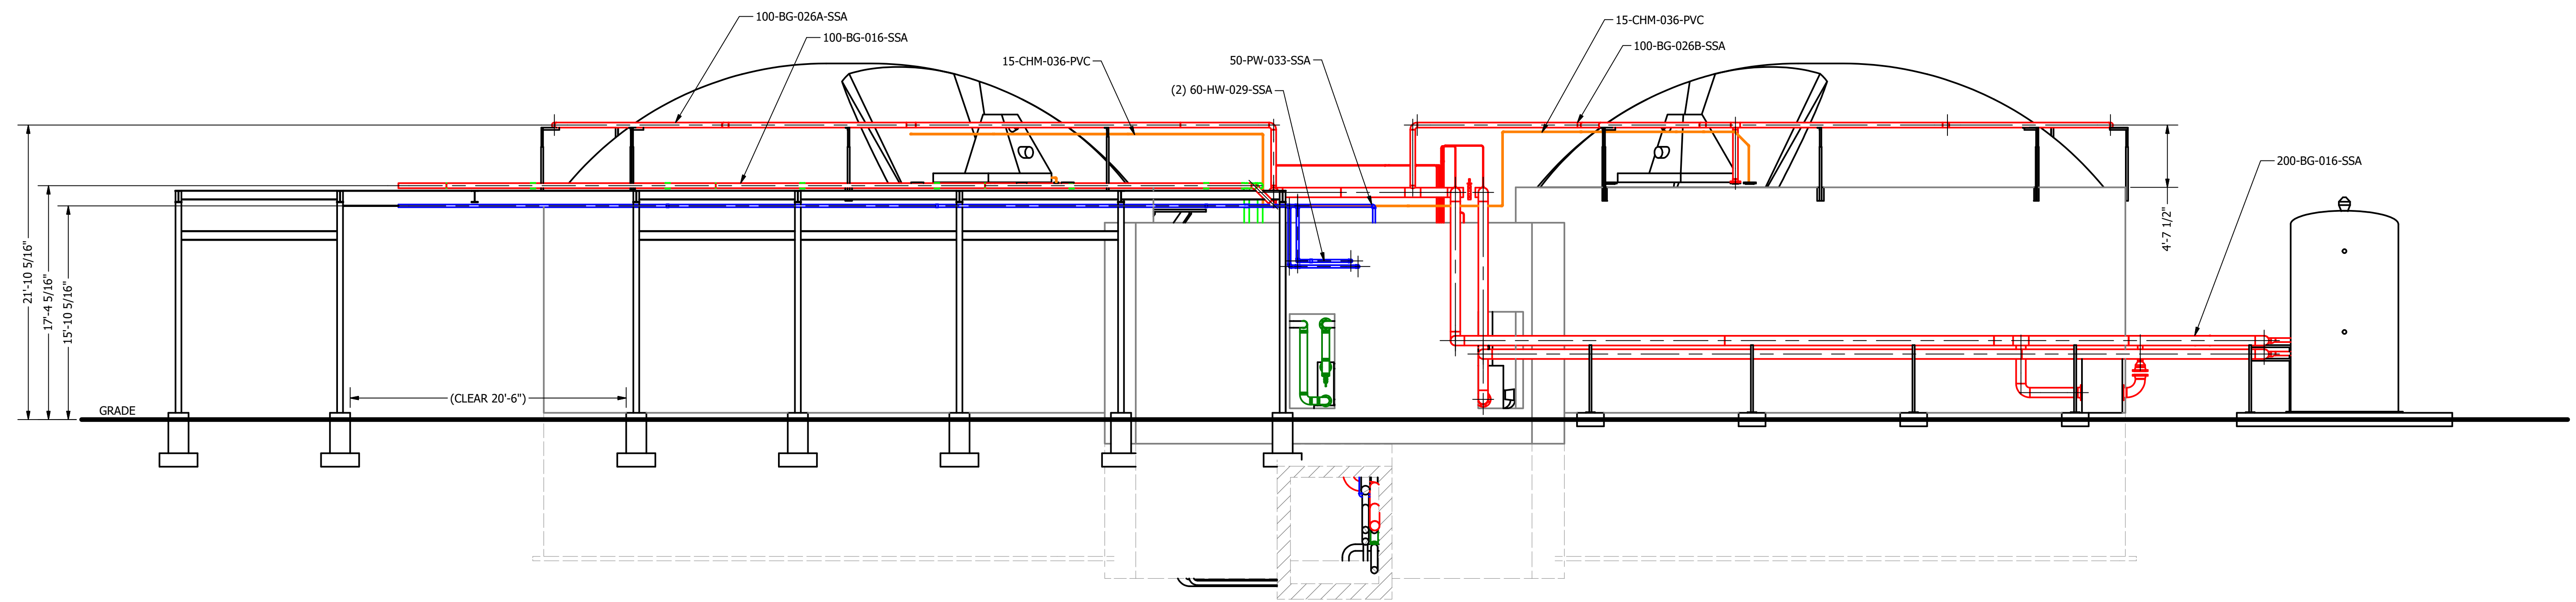 100-BG-026A-SSA
15-CHM-036-PVC
100-BG-016-SSA
100-BG-026B-SSA
15-CHM-036-PVC
50-PW-033-SSA
(2) 60-HW-029-SSA
200-BG-016-SSA
21'-10 5/16"
17'-4 5/16"
15'-10 5/16"
4'-7 1/2"
(CLEAR 20'-6")
GRADE